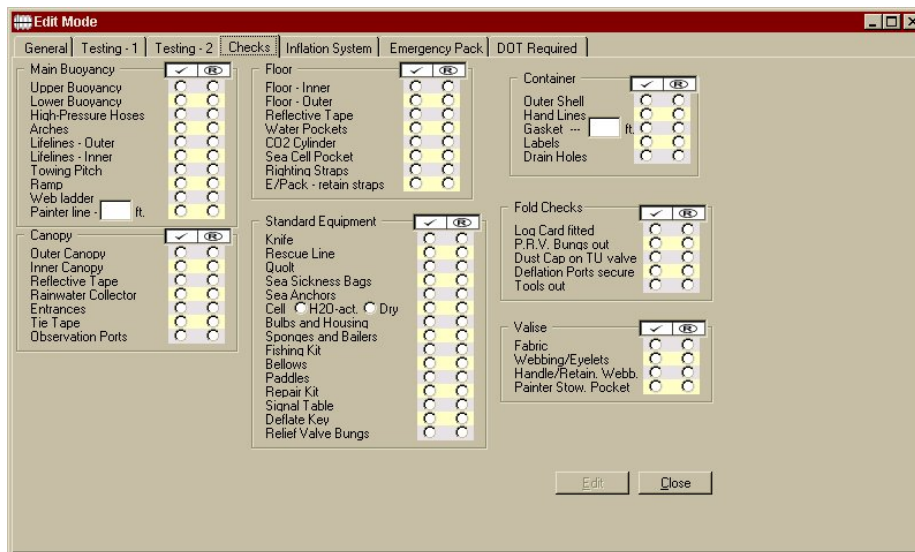 Edit Mode
General Testing - 1 Testing - 2 Checks Inflation System Emergency Pack DOT Required
Main Buoyancy ✓ ®
Upper Buoyancy
Lower Buoyancy
High-Pressure Hoses
Arches
Lifelines - Outer
Lifelines - Inner
Towing Pitch
Ramp
Web ladder
Painter line - ft.
Canopy ✓ ®
Outer Canopy
Inner Canopy
Reflective Tape
Rainwater Collector
Entrances
Tie Tape
Observation Ports
Floor ✓ ®
Floor - Inner
Floor - Outer
Reflective Tape
Water Pockets
CO2 Cylinder
Sea Cell Pocket
Righting Straps
E/Pack - retain straps
Standard Equipment ✓ ®
Knife
Rescue Line
Quolt
Sea Sickness Bags
Sea Anchors
Cell H2O-act. Dry
Bulbs and Housing
Sponges and Bailers
Fishing Kit
Bellows
Paddles
Repair Kit
Signal Table
Deflate Key
Relief Valve Bungs
Container ✓ ®
Outer Shell
Hand Lines
Gasket --- ft.
Labels
Drain Holes
Fold Checks ✓ ®
Log Card fitted
P.R.V. Bungs out
Dust Cap on TU valve
Deflation Ports secure
Tools out
Valise ✓ ®
Fabric
Webbing/Eyelets
Handle/Retain. Webb.
Painter Stow. Pocket
Edit Close